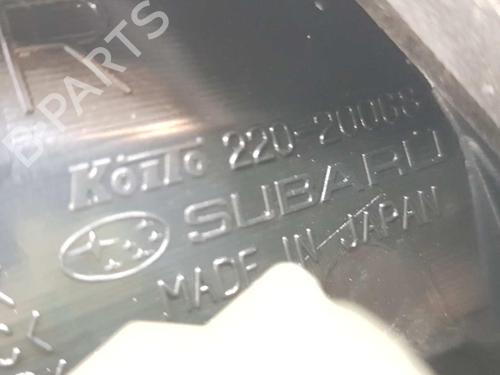 R
B-PARTS
KOITO 220-20068
SUBARU
MADE IN JAPAN